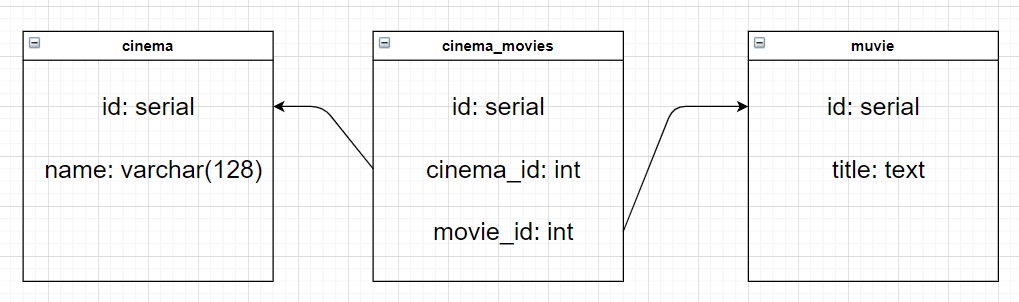 cinema
id: serial
name: varchar(128)
cinema_movies
id: serial
cinema_id: int
movie_id: int
muvie
id: serial
title: text